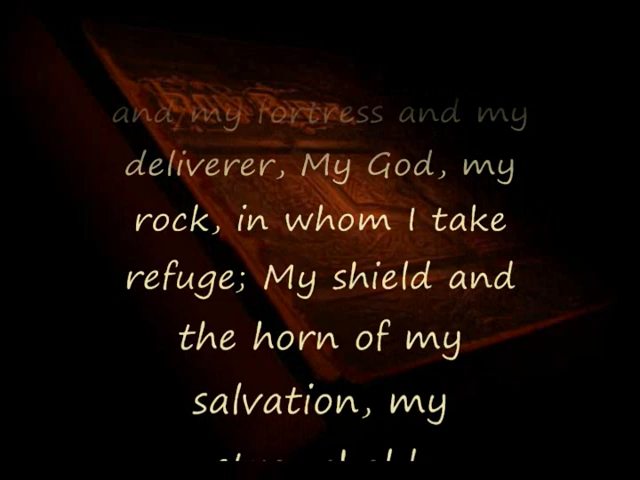 and my fortress and my
deliverer, My God, my
rock, in whom I take
refuge; My shield and
the horn of my
salvation, my